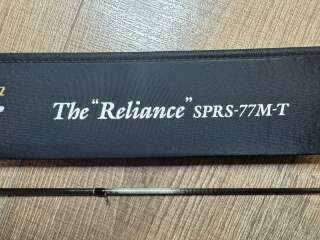 The "Reliance" SPRS-77M-T